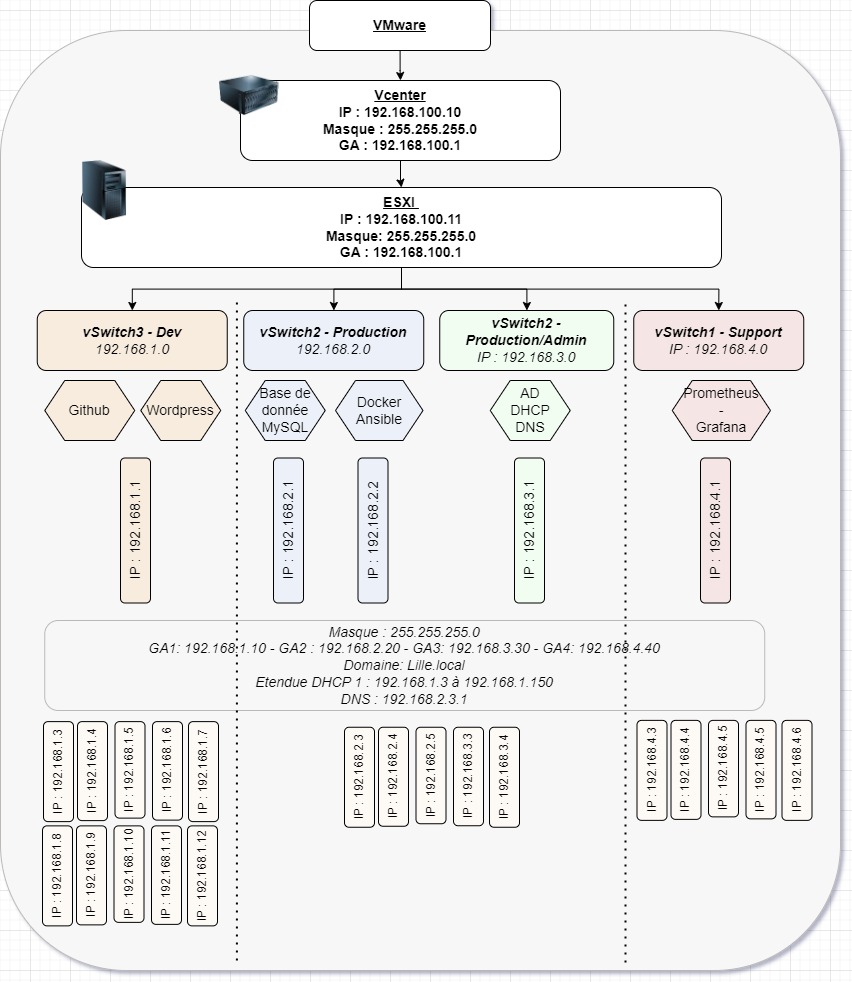 VMware
Vcenter
IP : 192.168.100.10
Masque : 255.255.255.0
GA : 192.168.100.1
ESXI
IP : 192.168.100.11
Masque: 255.255.255.0
GA : 192.168.100.1
vSwitch3 - Dev
192.168.1.0
vSwitch2 - Production
192.168.2.0
vSwitch2 -
Production/Admin
IP : 192.168.3.0
vSwitch1 - Support
IP : 192.168.4.0
Github
Wordpress
Base de
donnée
MySQL
Docker
Ansible
AD
DHCP
DNS
Prometheus
-
Grafana
IP : 192.168.1.1
IP : 192.168.2.1
IP : 192.168.2.2
IP : 192.168.3.1
IP : 192.168.4.1
Masque : 255.255.255.0
GA1: 192.168.1.10 - GA2 : 192.168.2.20 - GA3: 192.168.3.30 - GA4: 192.168.4.40
Domaine: Lille.local
Etendue DHCP 1 : 192.168.1.3 à 192.168.1.150
DNS : 192.168.2.3.1
IP : 192.168.1.3
IP : 192.168.1.4
IP : 192.168.1.5
IP : 192.168.1.6
IP : 192.168.1.7
IP : 192.168.1.8
IP : 192.168.1.9
IP : 192.168.1.10
IP : 192.168.1.11
IP : 192.168.1.12
IP : 192.168.2.3
IP : 192.168.2.4
IP : 192.168.2.5
IP : 192.168.3.3
IP : 192.168.3.4
IP : 192.168.4.3
IP : 192.168.4.4
IP : 192.168.4.5
IP : 192.168.4.5
IP : 192.168.4.6